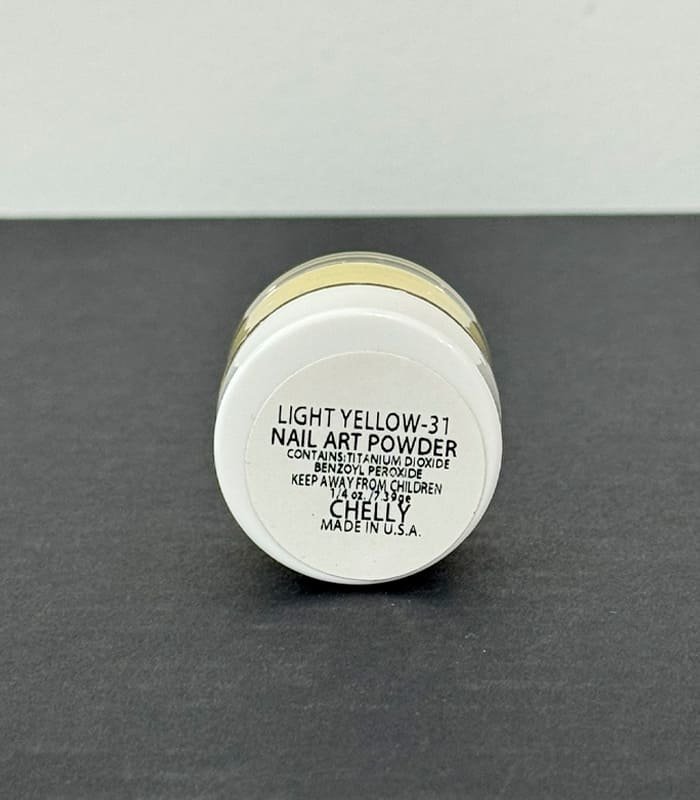 LIGHT YELLOW-31
NAIL ART POWDER
CONTAINS:TITANIUM DIOXIDE
BENZOYL PEROXIDE
KEEP AWAY FROM CHILDREN
1/4 oz./7.39ge
CHELLY
MADE IN U.S.A.